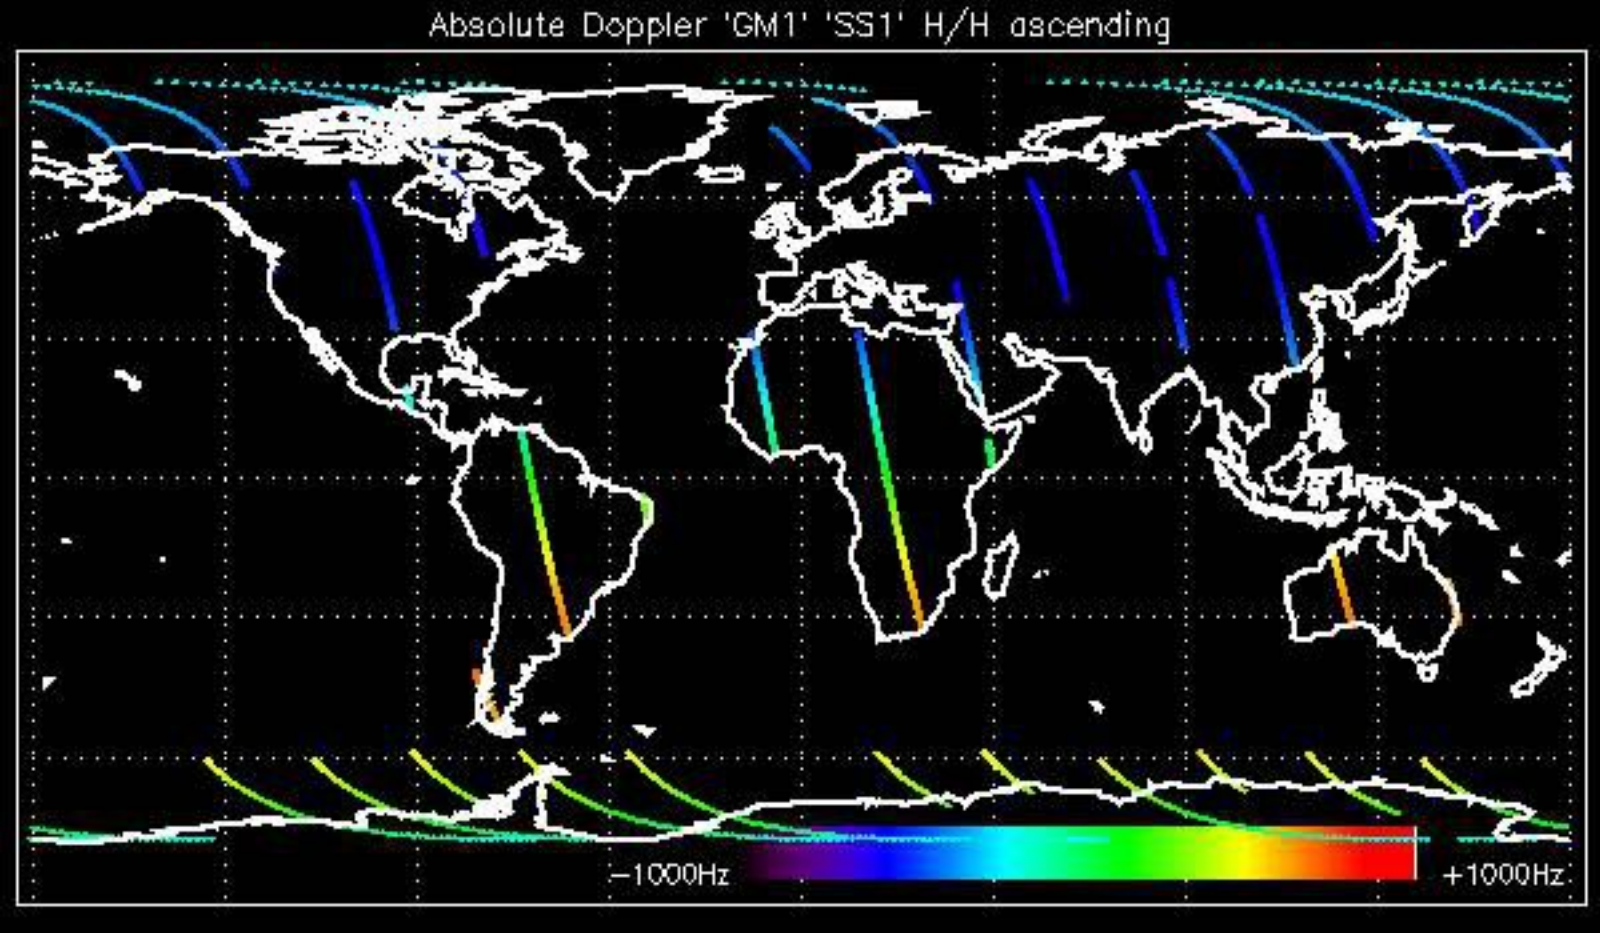 Absolute Doppler 'GM1' 'SS1' H/H ascending
−1000Hz
+1000Hz